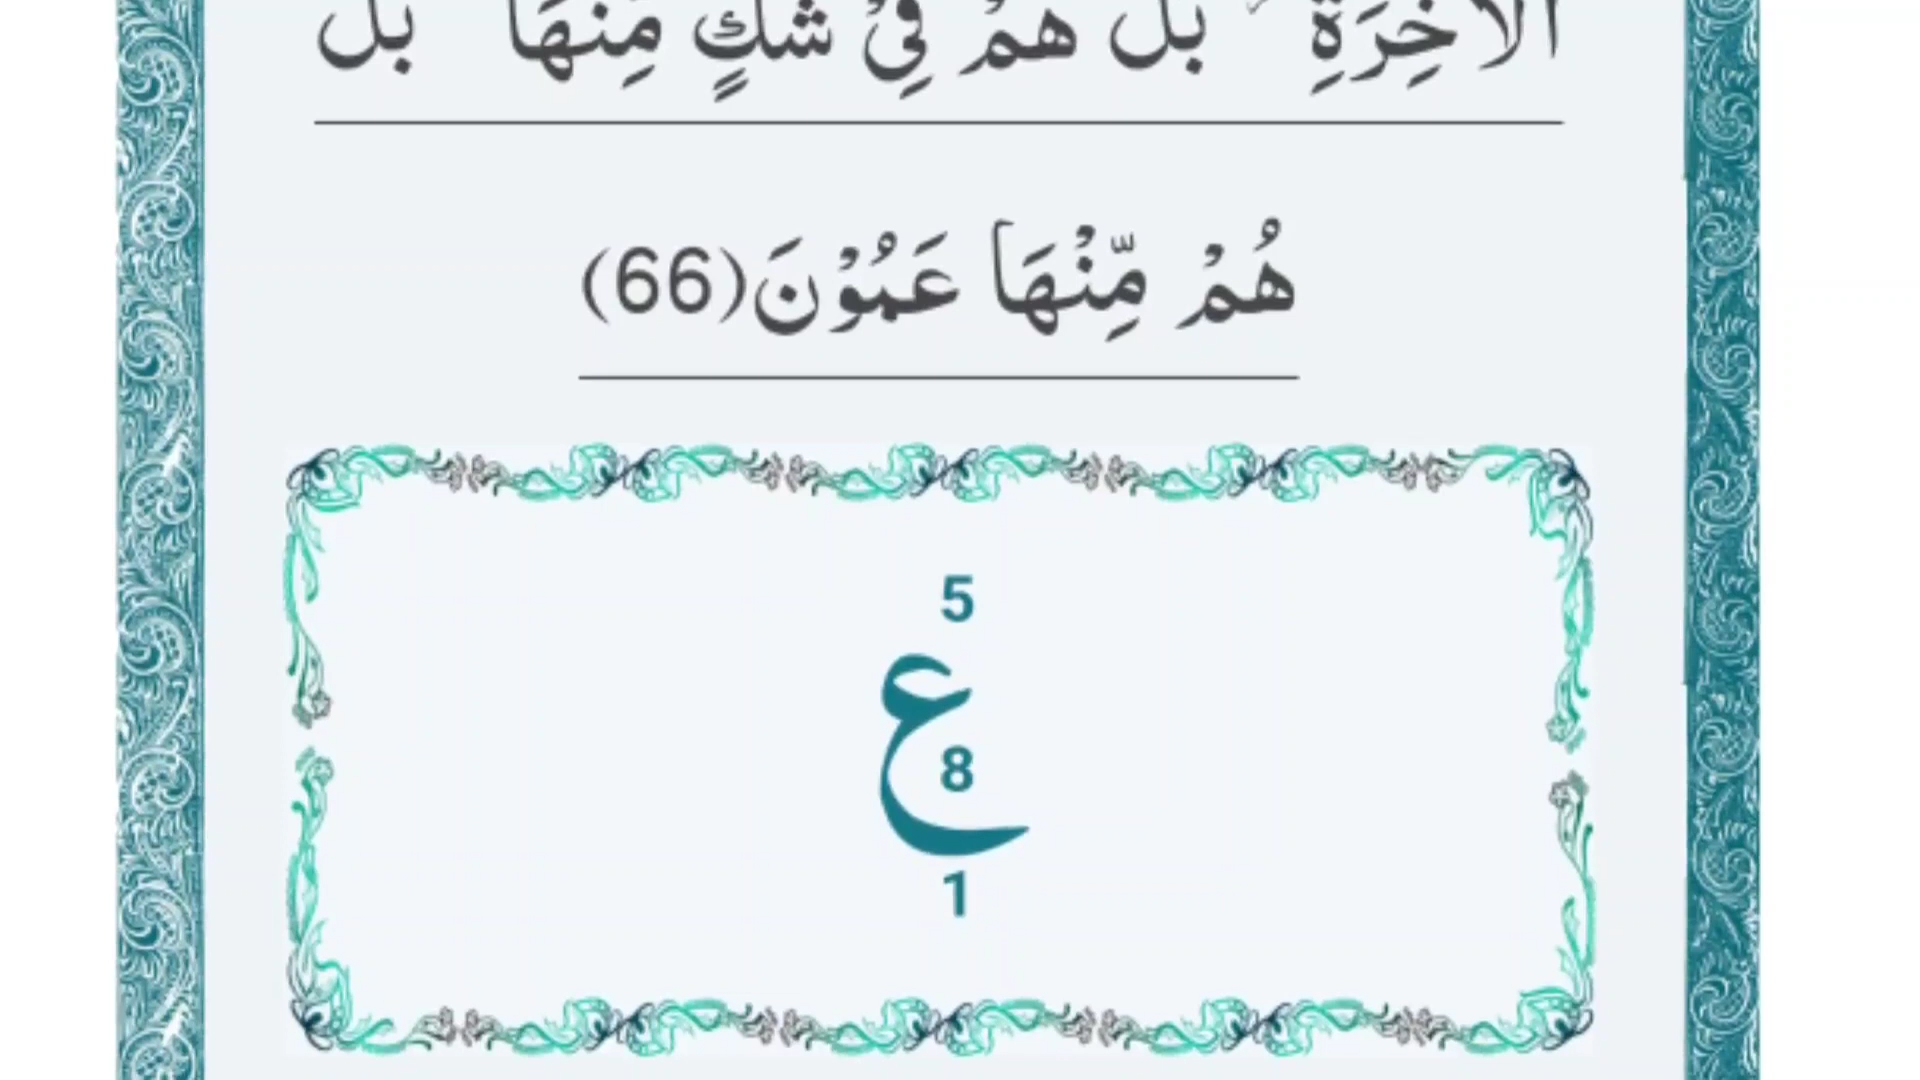 الْاٰخِرَةِ ۫ بَلْ هُمْ فِیْ شَكٍّ مِّنْهَا بَلْ
هُمْ مِّنْهَا عَمُوْنَ(66)
5
ع
8
1